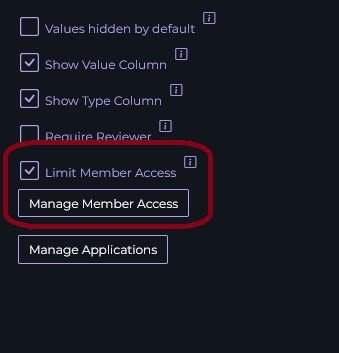 Values hidden by default
Show Value Column
Show Type Column
Require Reviewer
Limit Member Access
Manage Member Access
Manage Applications